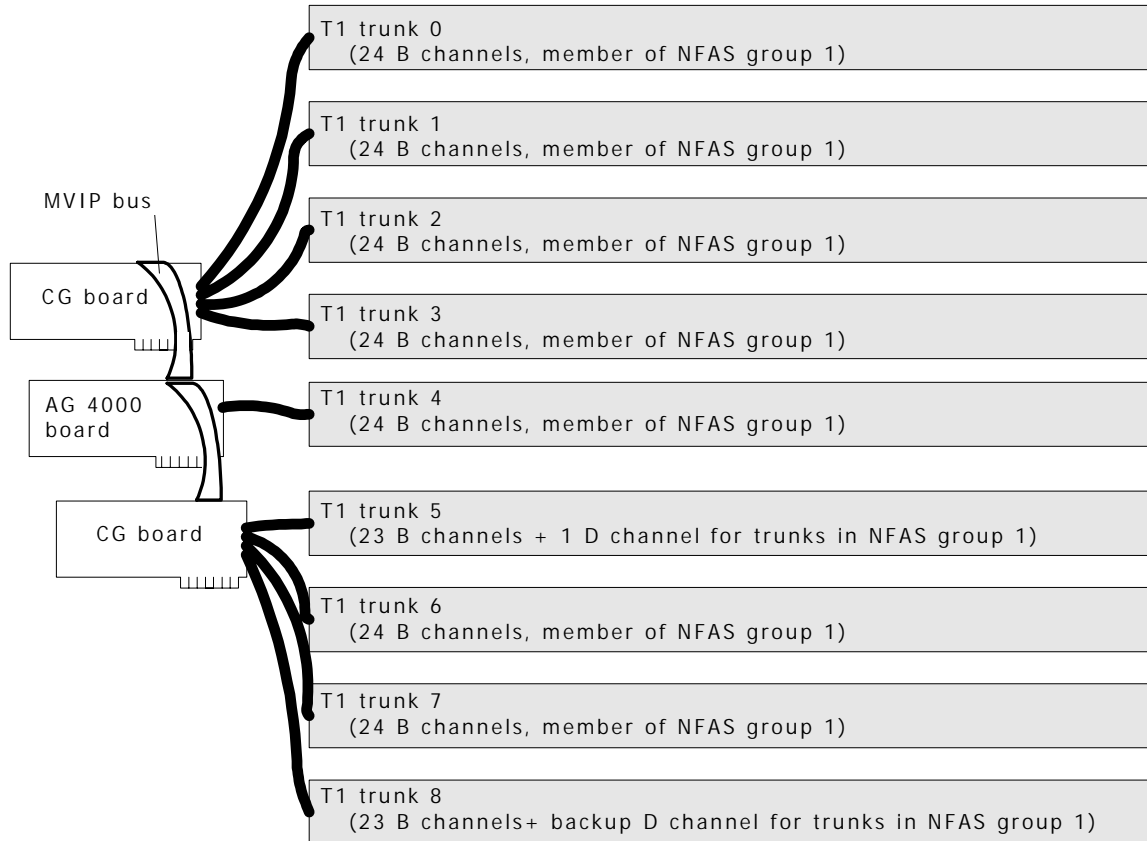 T1 trunk 0
(24 B channels, member of NFAS group 1)
T1 trunk 1
(24 B channels, member of NFAS group 1)
MVIP bus
T1 trunk 2
(24 B channels, member of NFAS group 1)
CG board
T1 trunk 3
(24 B channels, member of NFAS group 1)
AG 4000
board
T1 trunk 4
(24 B channels, member of NFAS group 1)
CG board
T1 trunk 5
(23 B channels + 1 D channel for trunks in NFAS group 1)
T1 trunk 6
(24 B channels, member of NFAS group 1)
T1 trunk 7
(24 B channels, member of NFAS group 1)
T1 trunk 8
(23 B channels+ backup D channel for trunks in NFAS group 1)